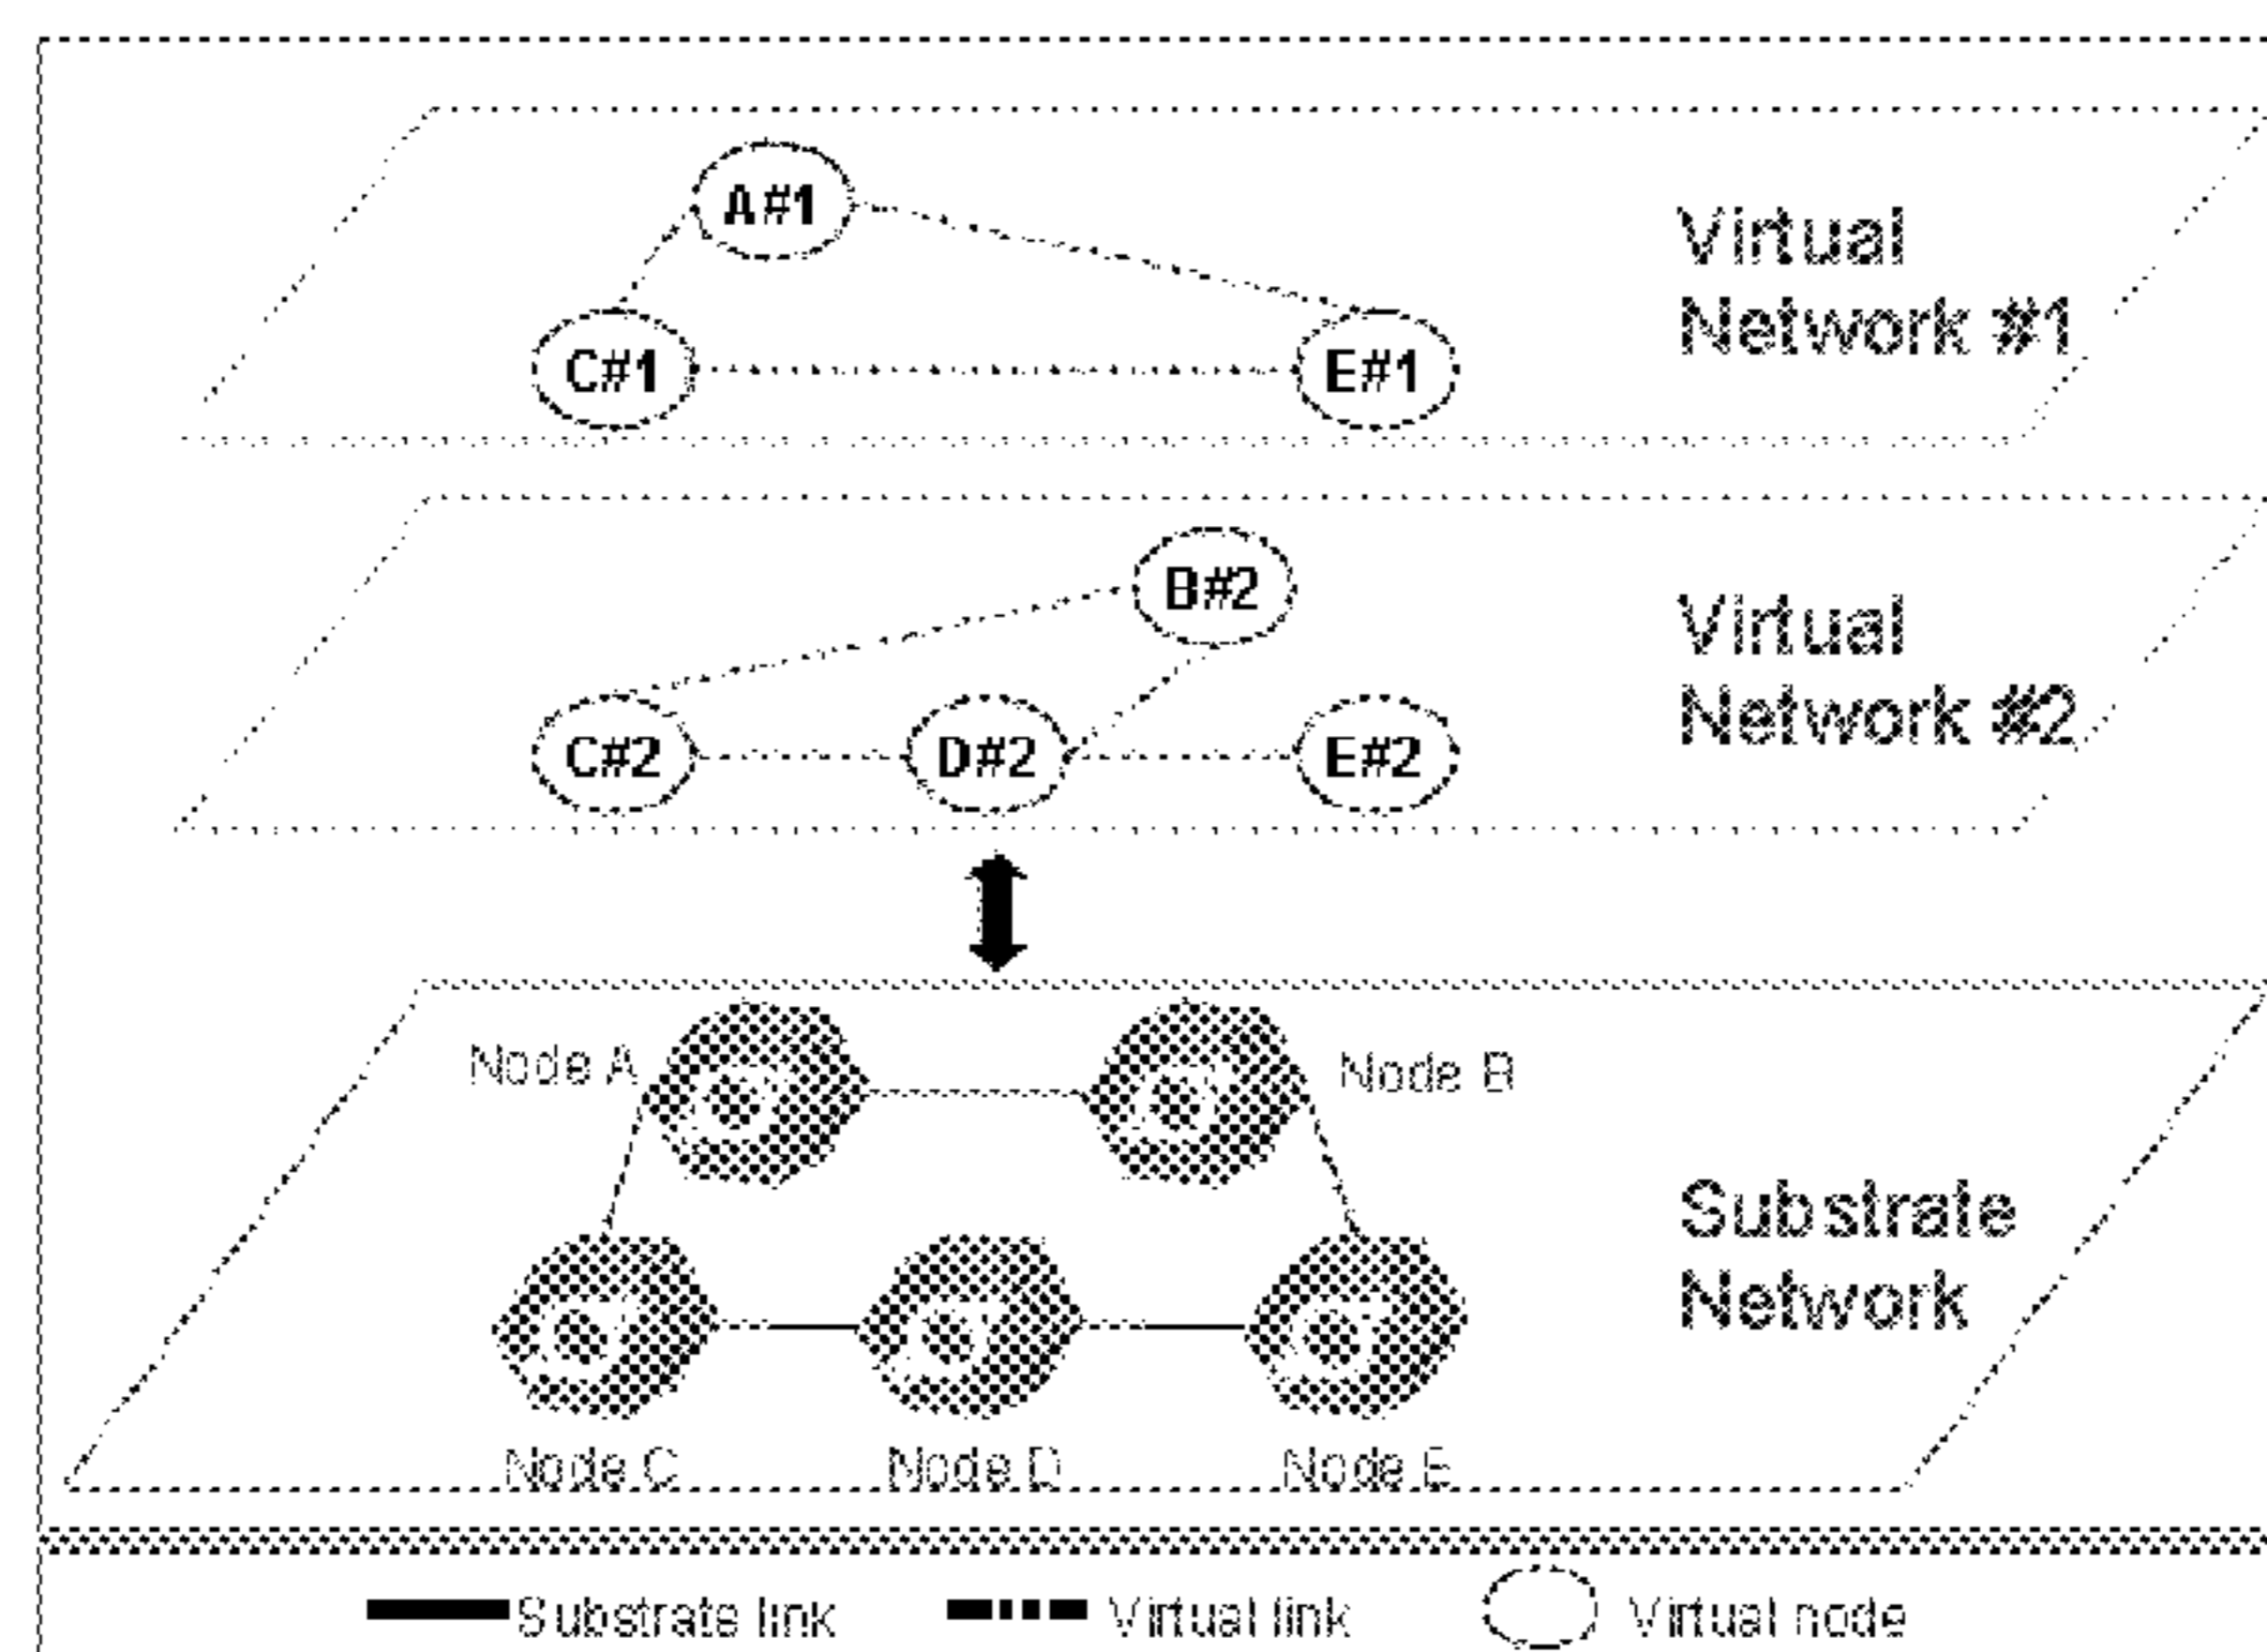 A#1
Virtual
Network #1
C#1
E#1
B#2
Virtual
Network #2
C#2
D#2
E#2
Node A
Node B
Substrate
Network
Node C
Node D
Node E
Substrate link
Virtual link
Virtual node